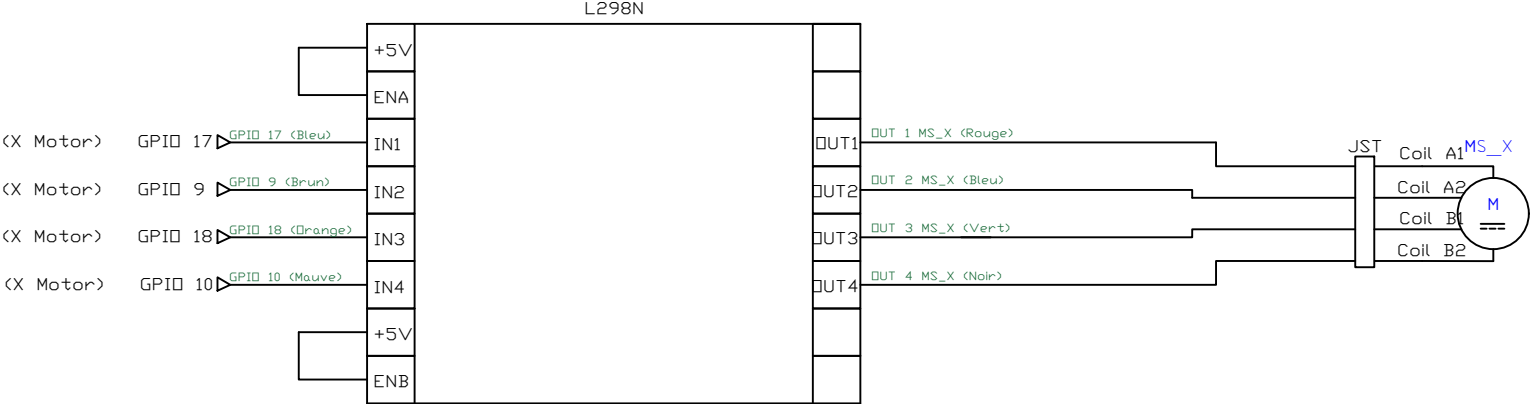 L298N
+5V
ENA
(X Motor) GPIO 17 GPIO 17 (Bleu) IN1 OUT1 OUT 1 MS_X (Rouge)
JST Coil A1 MS_X
(X Motor) GPIO 9 GPIO 9 (Brun) IN2 OUT2 OUT 2 MS_X (Bleu) Coil A2
M
(X Motor) GPIO 18 GPIO 18 (Orange) IN3 OUT3 OUT 3 MS_X (Vert) Coil B1
Coil B2
(X Motor) GPIO 10 GPIO 10 (Mauve) IN4 OUT4 OUT 4 MS_X (Noir)
+5V
ENB